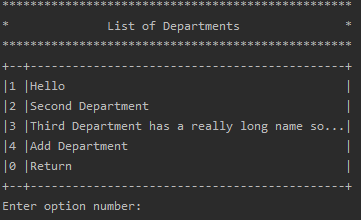 **************************************************
*              List of Departments               *
**************************************************
+--+---------------------------------------------+
|1 |Hello                                        |
|2 |Second Department                            |
|3 |Third Department has a really long name so...|
|4 |Add Department                               |
|0 |Return                                       |
+--+---------------------------------------------+
Enter option number: